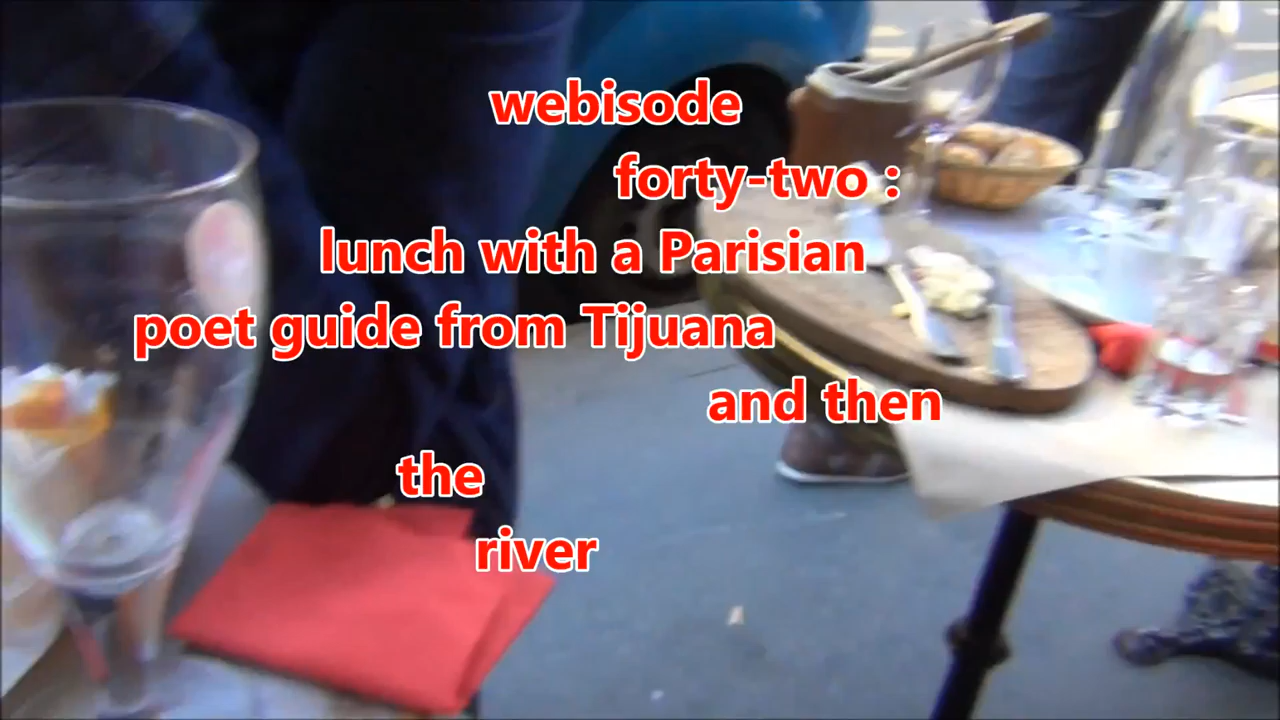 webisode
forty-two :
lunch with a Parisian
poet guide from Tijuana
and then
the
river